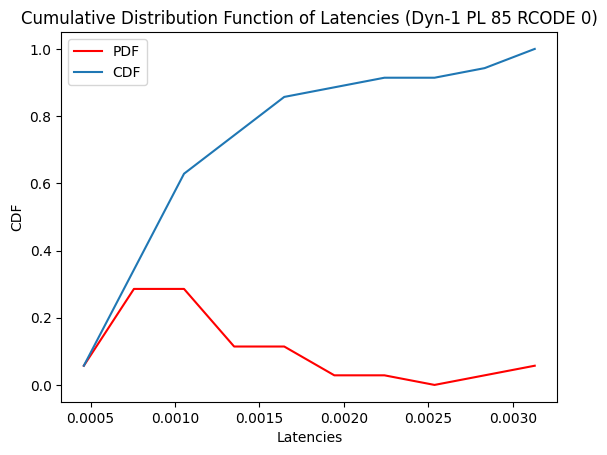 Cumulative Distribution Function of Latencies (Dyn-1 PL 85 RCODE 0)
PDF
CDF
1.0
0.8
0.6
0.4
0.2
0.0
CDF
0.0005
0.0010
0.0015
0.0020
0.0025
0.0030
Latencies